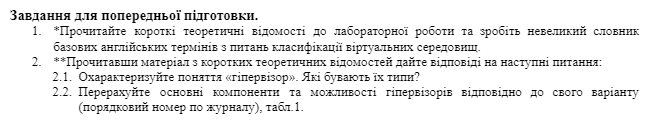 Завдання для попередньої підготовки.
1. *Прочитайте короткі теоретичні відомості до лабораторної роботи та зробіть невеликий словник
базових англійських термінів з питань класифікації віртуальних середовищ.
2. **Прочитавши матеріал з коротких теоретичних відомостей дайте відповіді на наступні питання:
2.1. Охарактеризуйте поняття «гіпервізор». Які бувають їх типи?
2.2. Перерахуйте основні компоненти та можливості гіпервізорів відповідно до свого варіанту
(порядковий номер по журналу), табл.1.